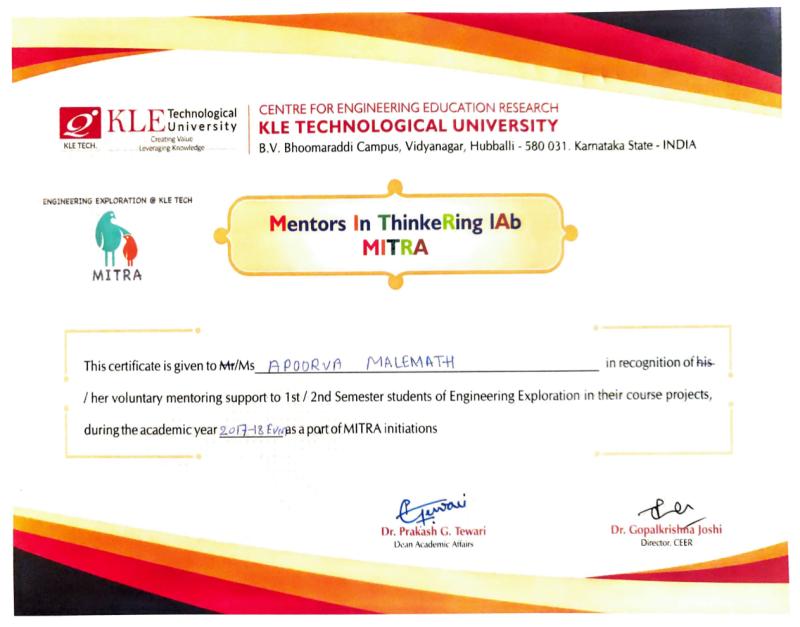 KLE Technological University
Creating Value
Leveraging Knowledge
KLE TECH.
CENTRE FOR ENGINEERING EDUCATION RESEARCH
KLE TECHNOLOGICAL UNIVERSITY
B.V. Bhoomaraddi Campus, Vidyanagar, Hubballi - 580 031. Karnataka State - INDIA
ENGINEERING EXPLORATION @ KLE TECH
MITRA
Mentors In ThinkeRing lAb
MITRA
This certificate is given to Mr/Ms APOORVA MALEMATH in recognition of his
/ her voluntary mentoring support to 1st / 2nd Semester students of Engineering Exploration in their course projects,
during the academic year 2017-18 Even as a part of MITRA initiations
Tewari
Dr. Prakash G. Tewari
Dean Academic Affairs
Dr. Gopalkrishna Joshi
Director, CEER